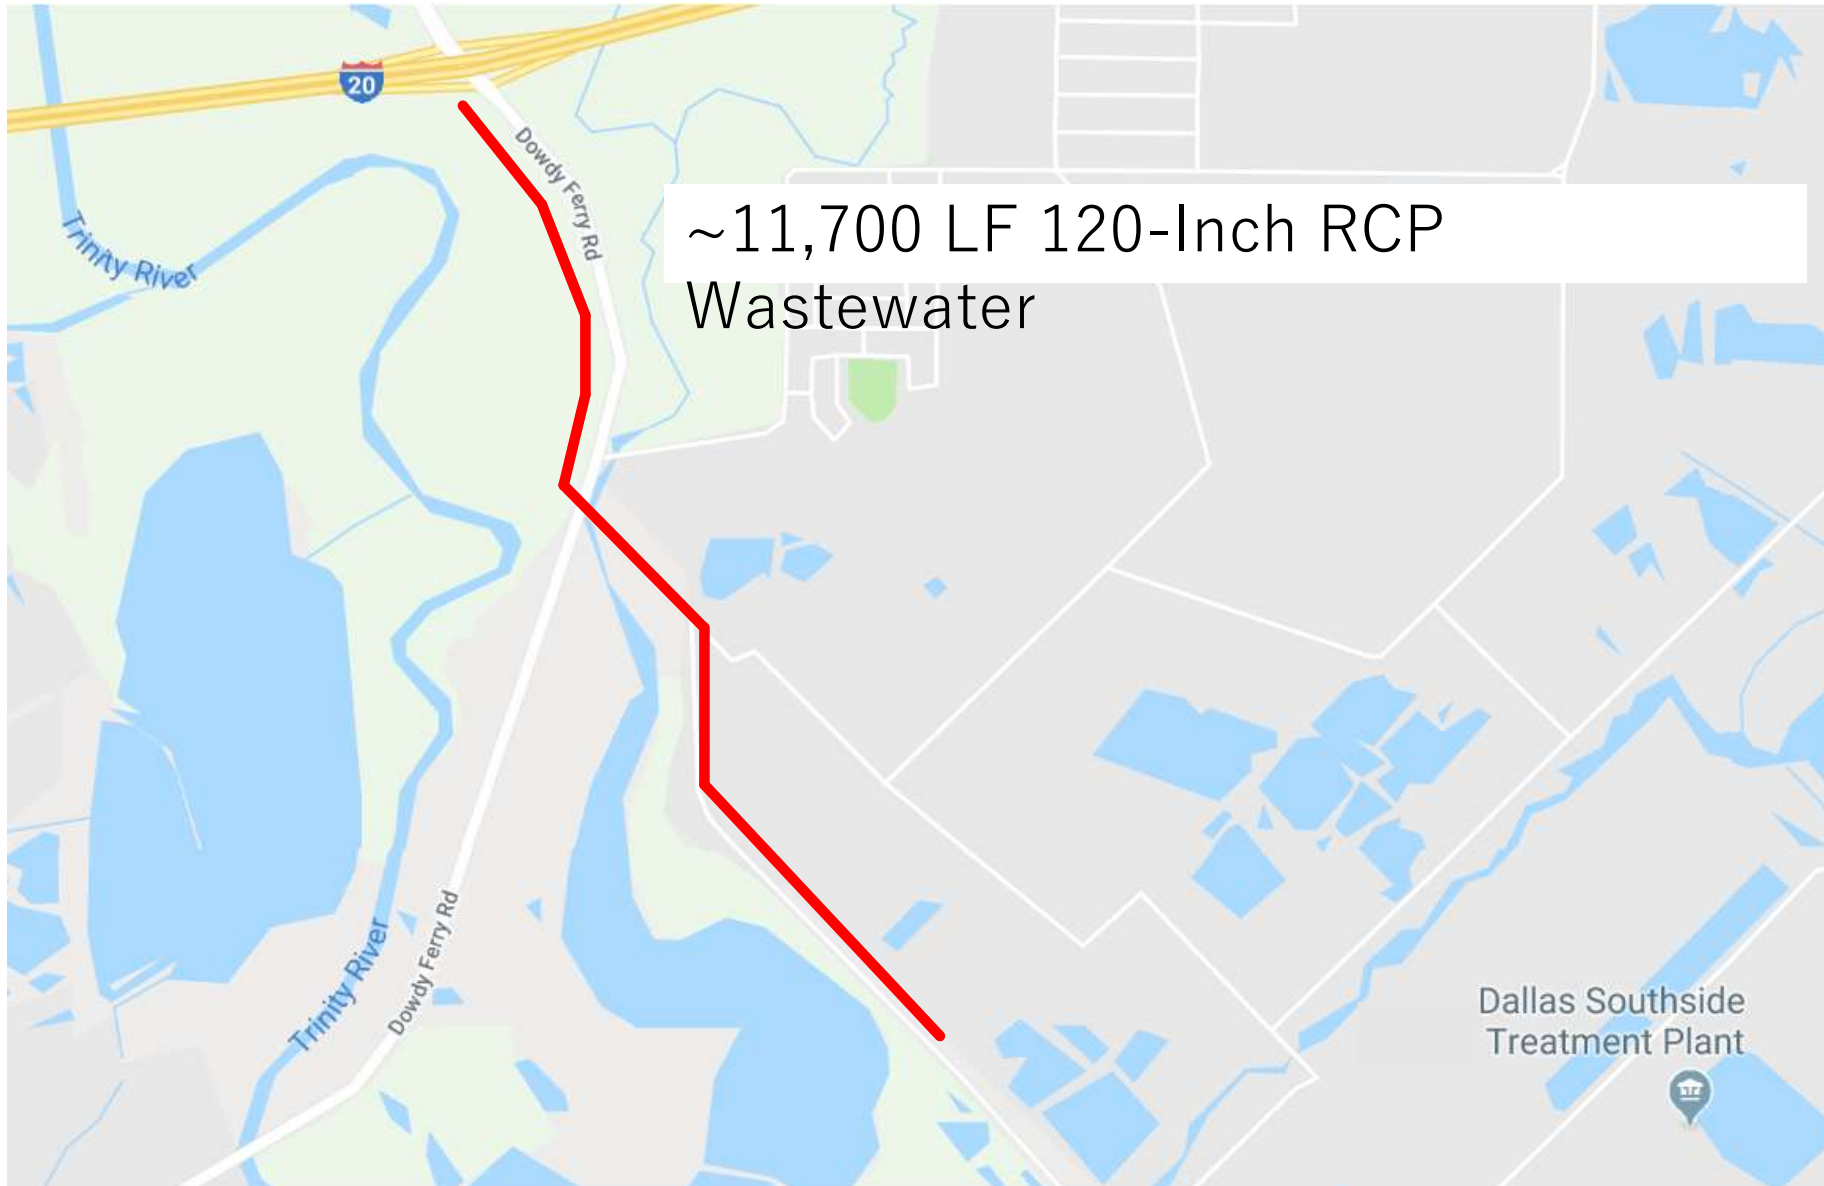 20
Dowdy Ferry Rd
~11,700 LF 120-Inch RCP
Wastewater
Trinity River
Trinity River
Dowdy Ferry Rd
Dallas Southside
Treatment Plant